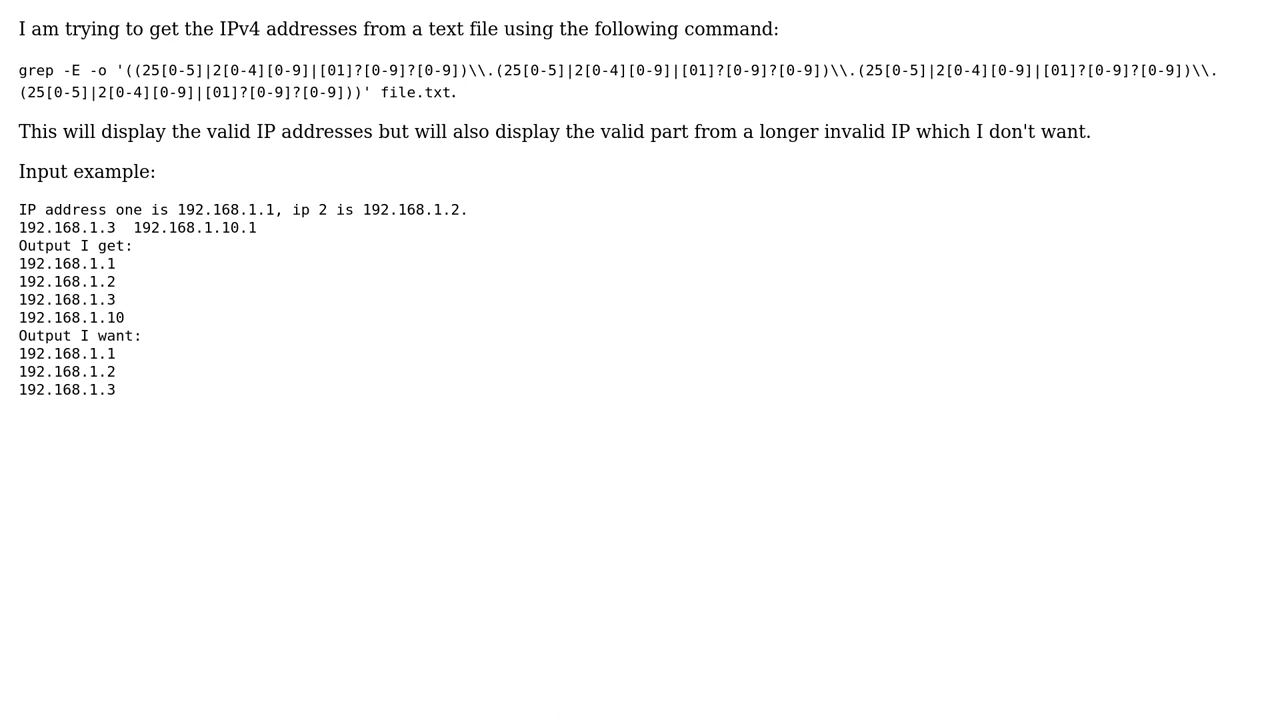 I am trying to get the IPv4 addresses from a text file using the following command:
grep -E -o '((25[0-5]|2[0-4][0-9]|[01]?[0-9]?[0-9])\\.(25[0-5]|2[0-4][0-9]|[01]?[0-9]?[0-9])\\.(25[0-5]|2[0-4][0-9]|[01]?[0-9]?[0-9])\\.
(25[0-5]|2[0-4][0-9]|[01]?[0-9]?[0-9]))' file.txt.
This will display the valid IP addresses but will also display the valid part from a longer invalid IP which I don't want.
Input example:
IP address one is 192.168.1.1, ip 2 is 192.168.1.2.
192.168.1.3  192.168.1.10.1
Output I get:
192.168.1.1
192.168.1.2
192.168.1.3
192.168.1.10
Output I want:
192.168.1.1
192.168.1.2
192.168.1.3